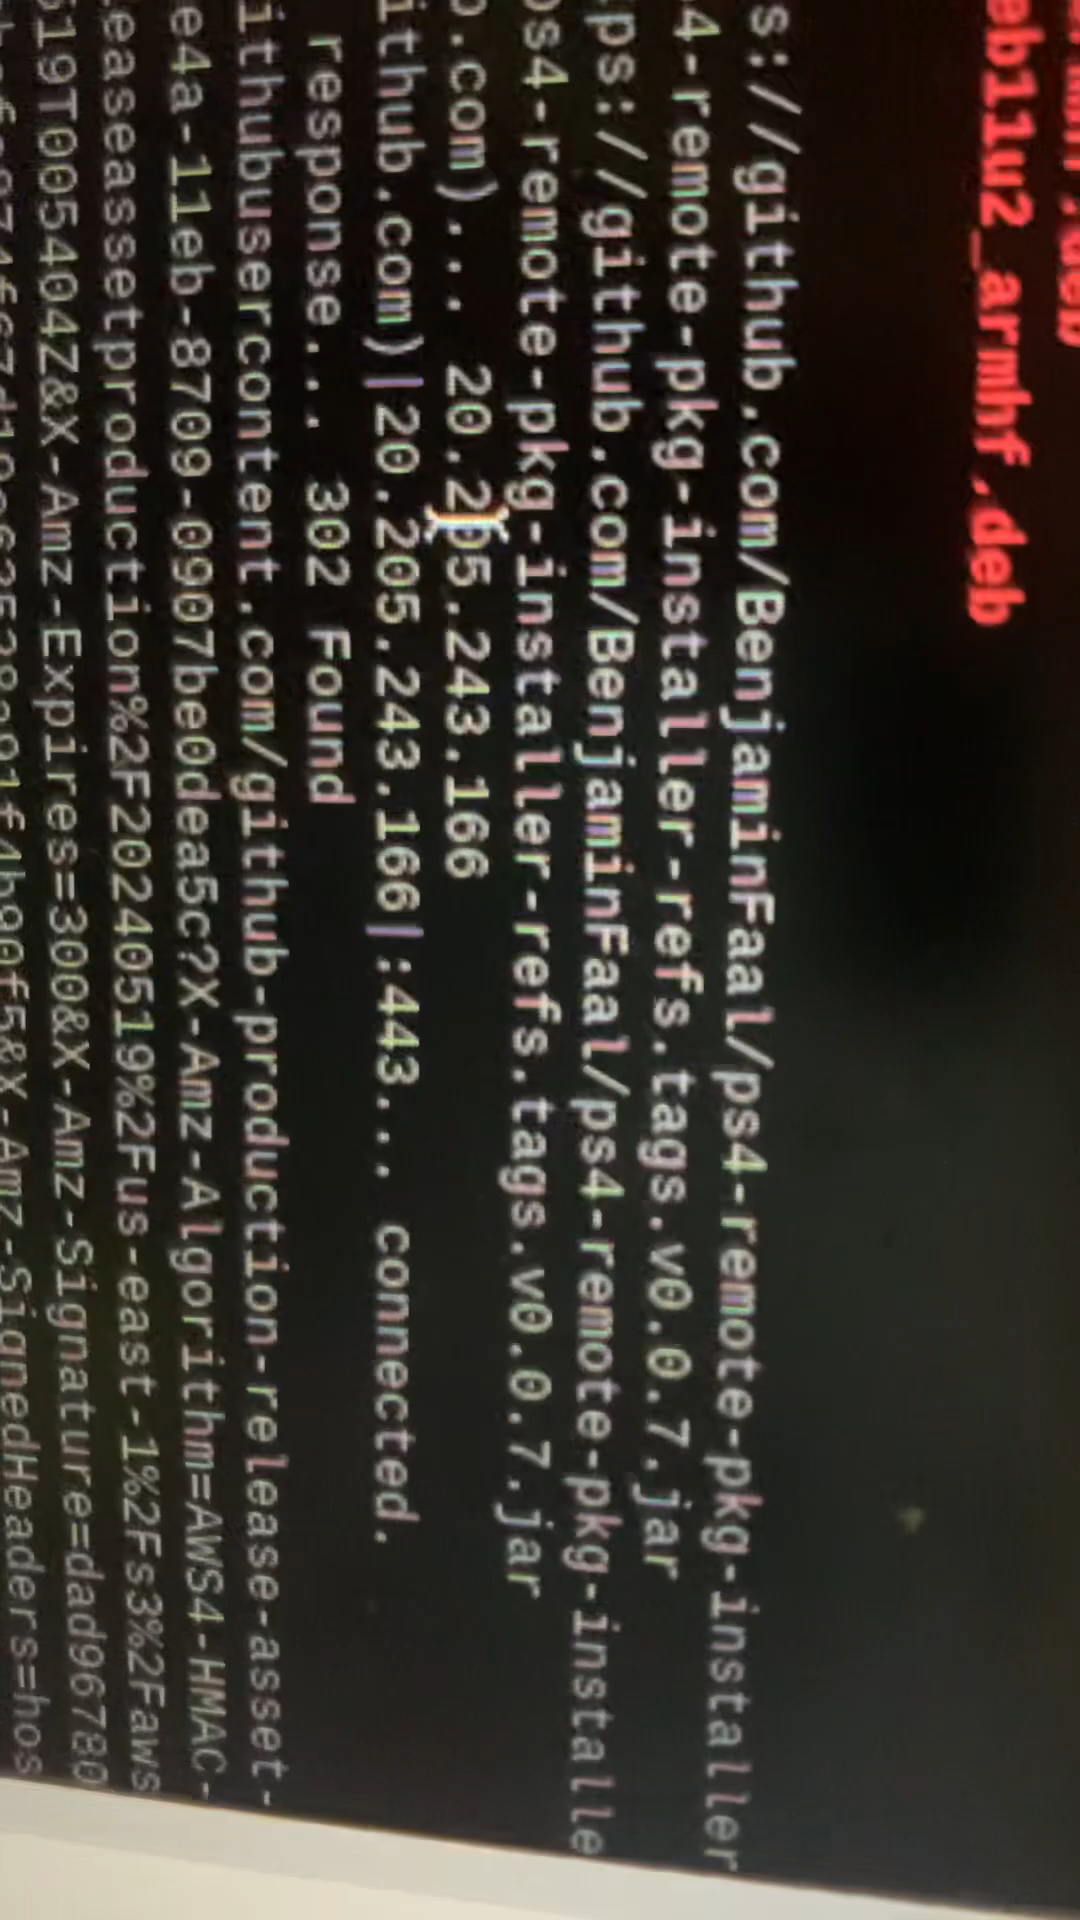 eb11u2_armhf.deb
s://github.com/BenjaminFaal/ps4-remote-pkg-installer
4-remote-pkg-installer-refs.tags.v0.0.7.jar
ps://github.com/BenjaminFaal/ps4-remote-pkg-installe
ps4-remote-pkg-installer-refs.tags.v0.0.7.jar
b.com)... 20.205.243.166
ithub.com)|20.205.243.166|:443... connected.
response... 302 Found
ithubusercontent.com/github-production-release-asset-
e4a-11eb-8709-0907be0dea5c?X-Amz-Algorithm=AWS4-HMAC-
easeassetproduction%2F20240519%2Fus-east-1%2Fs3%2Faws
519T005404Z&X-Amz-Expires=300&X-Amz-Signature=dad96780
X-Amz-SignedHeaders=hos